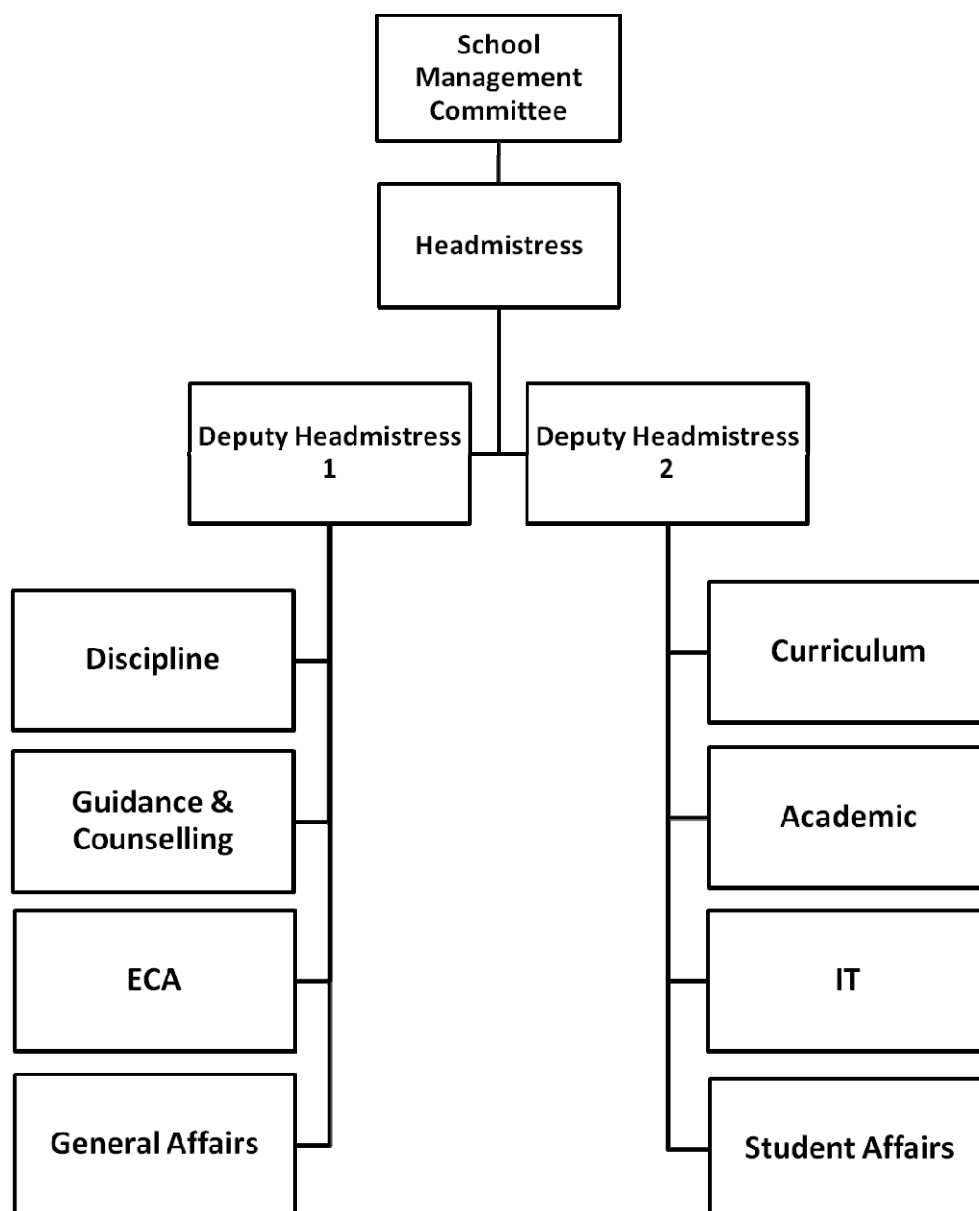 School
Management
Committee
Headmistress
Deputy Headmistress
1
Deputy Headmistress
2
Discipline
Guidance &
Counselling
ECA
General Affairs
Curriculum
Academic
IT
Student Affairs